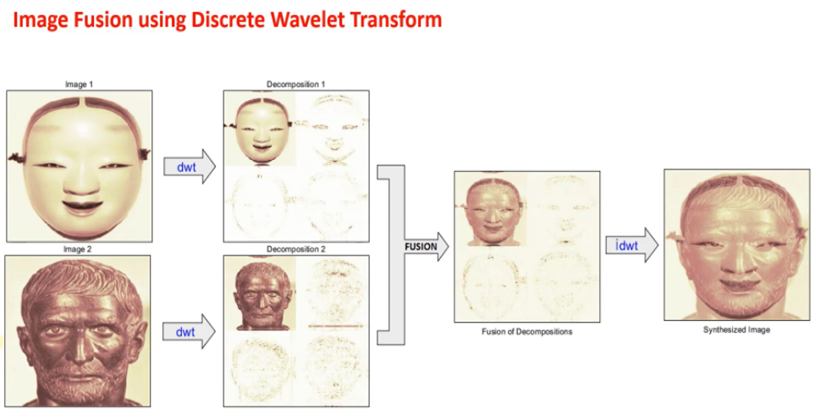 Image Fusion using Discrete Wavelet Transform
Image 1
Decomposition 1
dwt
Image 2
Decomposition 2
dwt
FUSION
Fusion of Decompositions
idwt
Synthesized Image